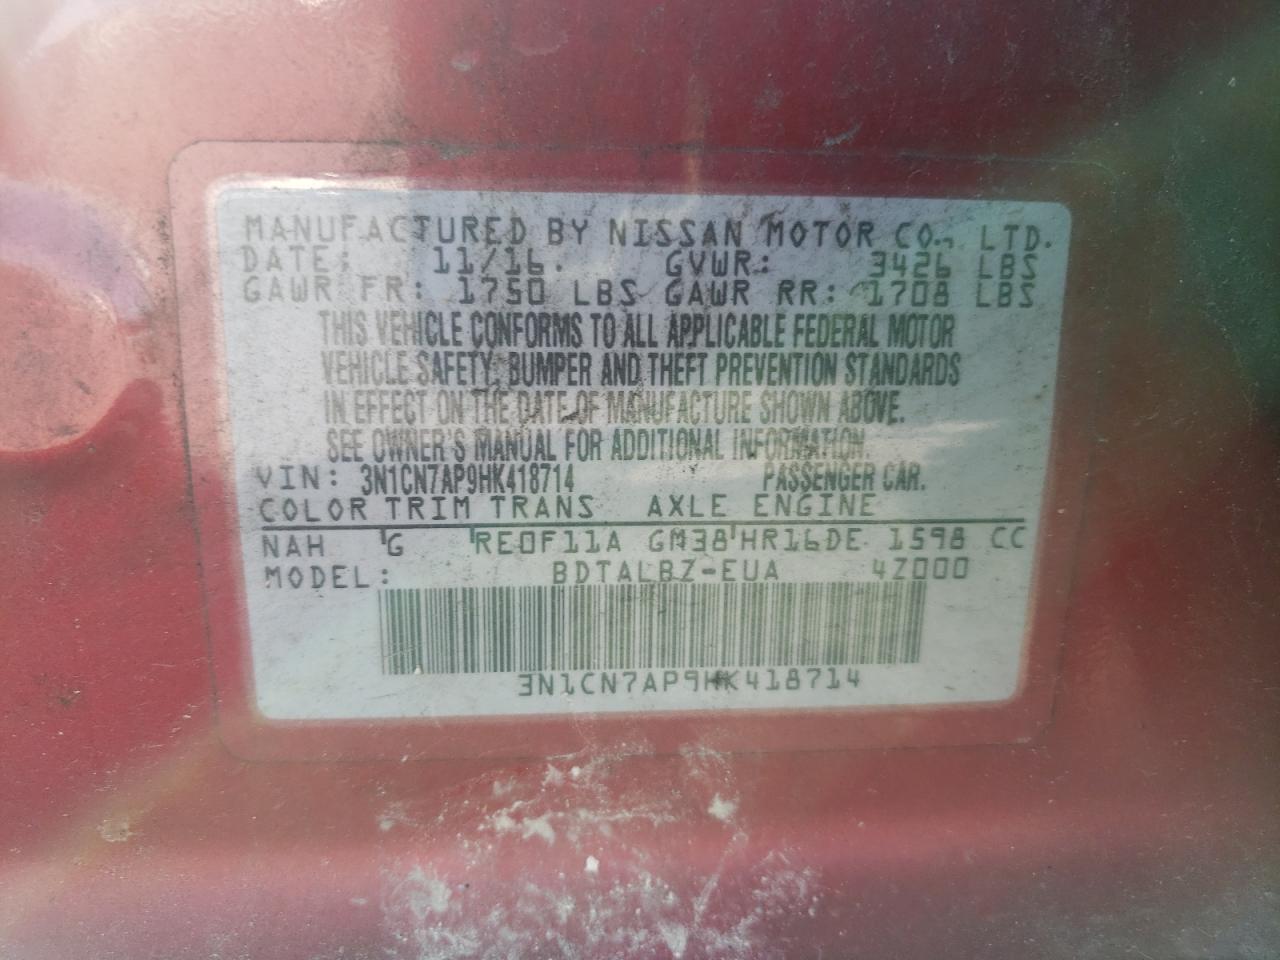 MANUFACTURED BY NISSAN MOTOR CO., LTD.
DATE: 11/16. GVWR: 3426 LBS
GAWR FR: 1750 LBS GAWR RR: 1708 LBS
THIS VEHICLE CONFORMS TO ALL APPLICABLE FEDERAL MOTOR
VEHICLE SAFETY, BUMPER AND THEFT PREVENTION STANDARDS
IN EFFECT ON THE DATE OF MANUFACTURE SHOWN ABOVE.
SEE OWNER'S MANUAL FOR ADDITIONAL INFORMATION.
VIN: 3N1CN7AP9HK418714 PASSENGER CAR.
COLOR TRIM TRANS AXLE ENGINE
NAH G RE0F11A GM38 HR16DE 1598 CC
MODEL: BDTALBZ-EUA 4Z000
3N1CN7AP9HK418714